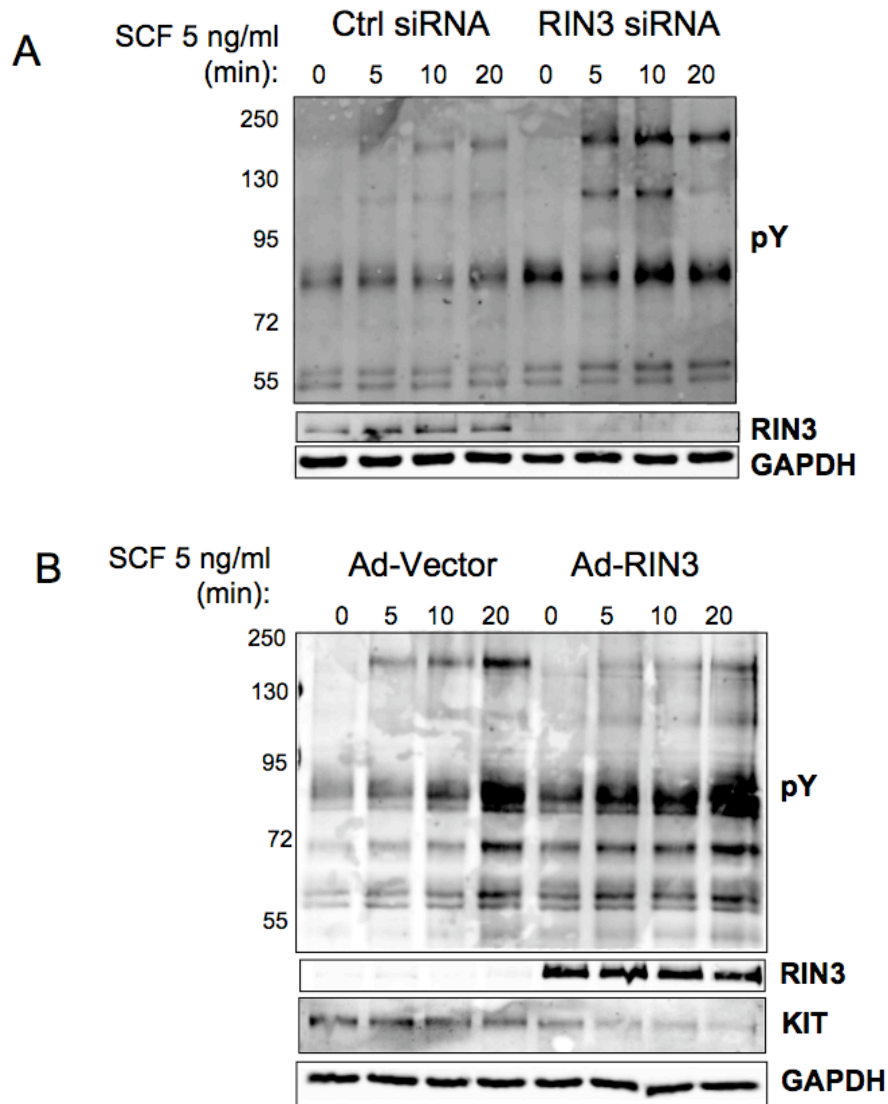 A
Ctrl siRNA RIN3 siRNA
SCF 5 ng/ml
(min): 0 5 10 20 0 5 10 20
250
130
95
72
55
pY
RIN3
GAPDH
B
Ad-Vector Ad-RIN3
SCF 5 ng/ml
(min): 0 5 10 20 0 5 10 20
250
130
95
72
55
pY
RIN3
KIT
GAPDH